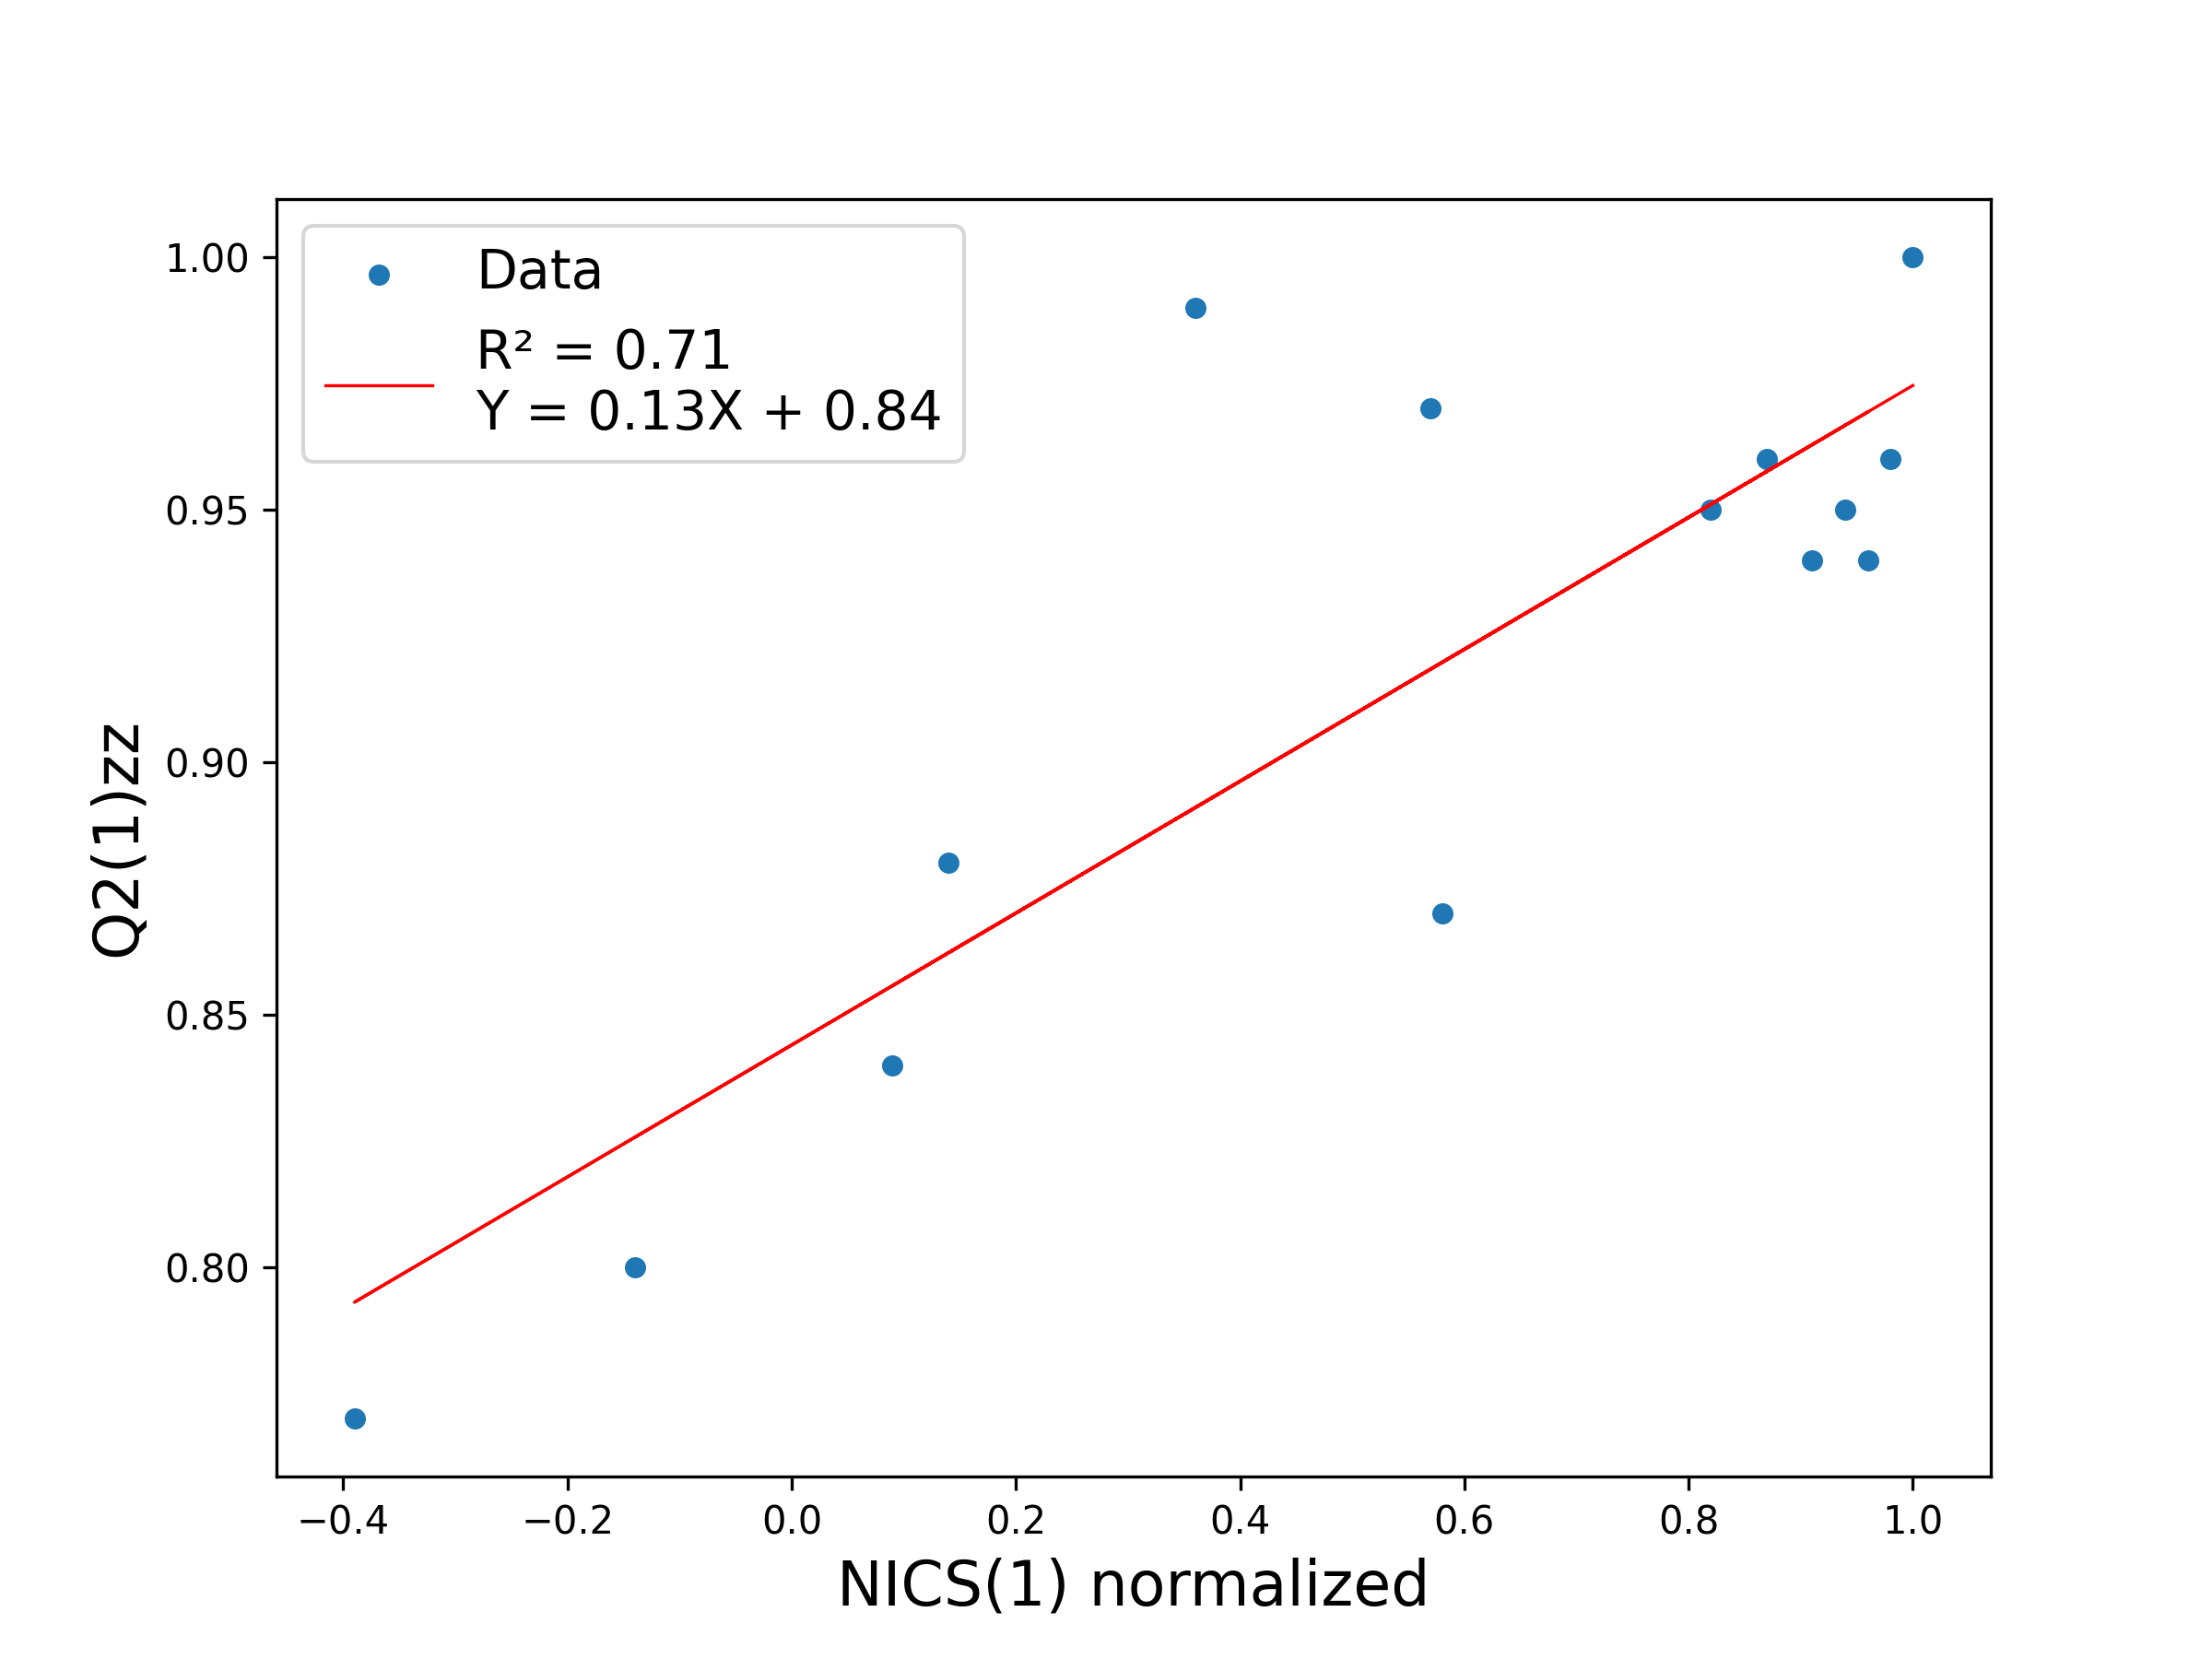 Data
R² = 0.71
Y = 0.13X + 0.84
1.00
0.95
0.90
0.85
0.80
Q2(1)zz
−0.4 −0.2 0.0 0.2 0.4 0.6 0.8 1.0
NICS(1) normalized